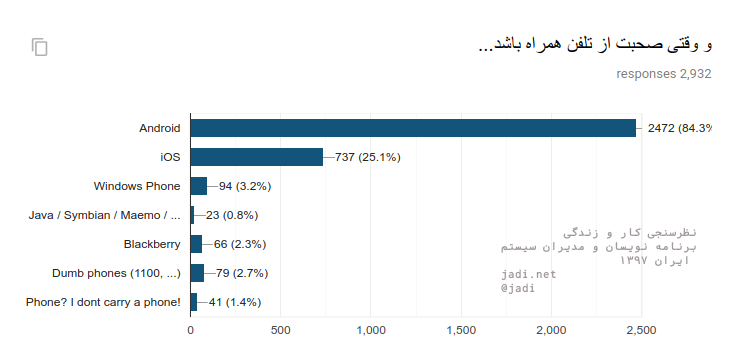 و وقتی صحبت از تلفن همراه باشد...
2,932 responses
Android 2472 (84.3%
iOS 737 (25.1%)
Windows Phone 94 (3.2%)
Java / Symbian / Maemo / ... 23 (0.8%)
Blackberry 66 (2.3%)
Dumb phones (1100, ...) 79 (2.7%)
Phone? I dont carry a phone! 41 (1.4%)
0 500 1,000 1,500 2,000 2,500
نظرسنجی کار و زندگی
برنامه نویسان و مدیران سیستم
ایران ۱۳۹۷
jadi.net
@jadi